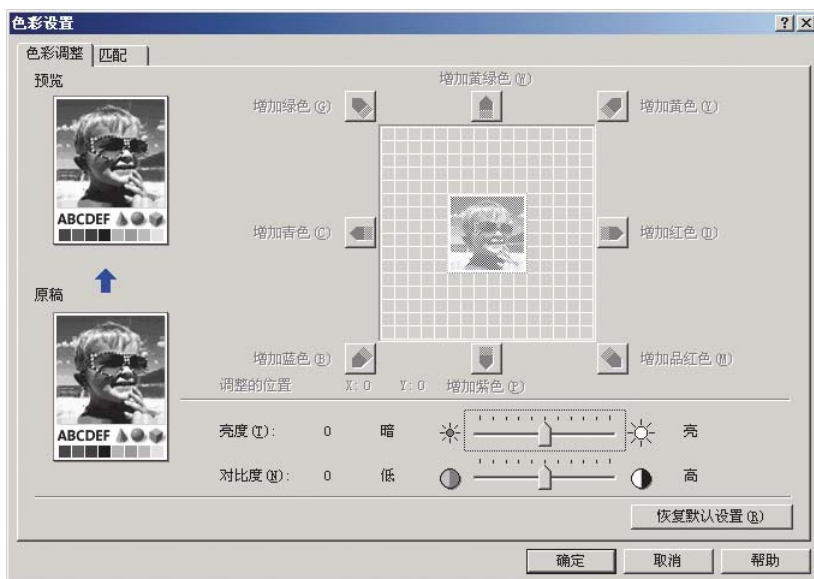 色彩设置
色彩调整 匹配
预览
ABCDEF
原稿
ABCDEF
增加黄绿色(W)
增加绿色(G) 增加黄色(Y)
增加青色(C) 增加红色(D)
增加蓝色(B) 增加品红色(M)
调整的位置 X:0 Y:0 增加紫色(P)
亮度(T): 0 暗 亮
对比度(N): 0 低 高
恢复默认设置(R)
确定 取消 帮助